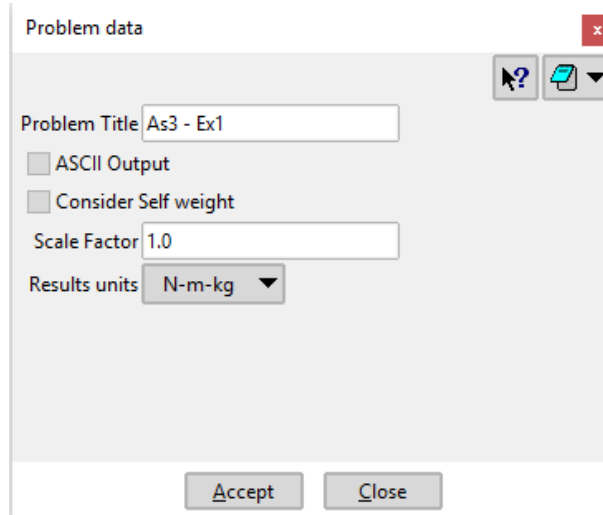 Problem data
x
?
Problem Title As3 - Ex1
ASCII Output
Consider Self weight
Scale Factor 1.0
Results units N-m-kg
Accept Close